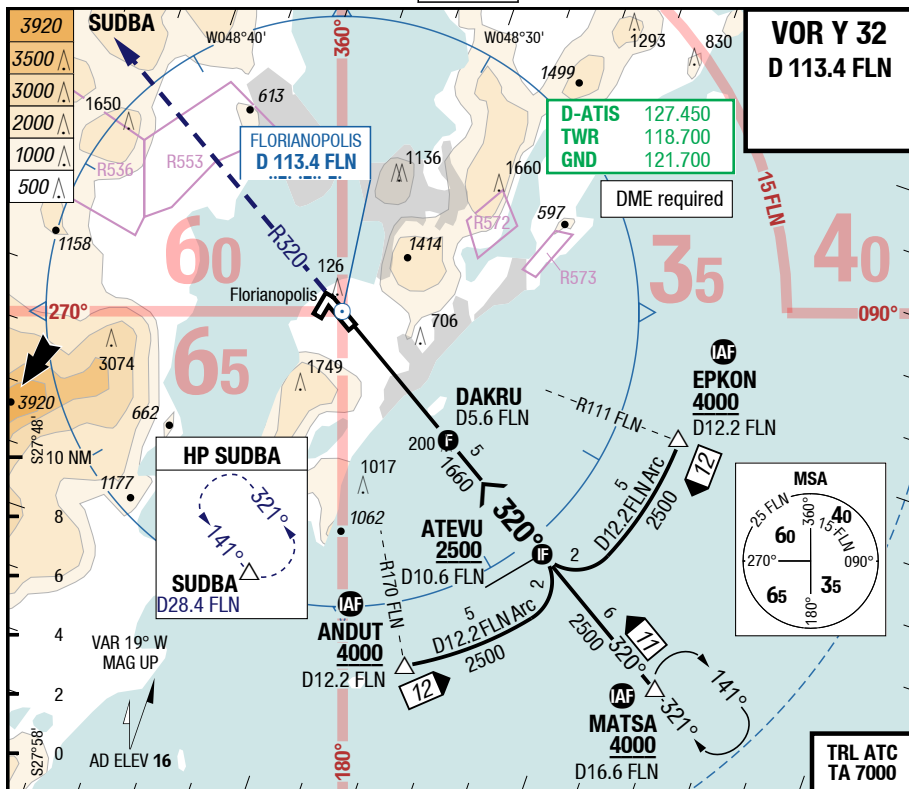 3920
3500
3000
2000
1000
500
SUDBA
W048°40'
360°
W048°30'
1293
830
VOR Y 32
D 113.4 FLN
1499
1650
613
D-ATIS 127.450
TWR 118.700
GND 121.700
FLORIANOPOLIS
D 113.4 FLN
R536
R553
1136
1660
DME required
15 FLN
R572
597
1158
60
R320
1414
R573
35
40
126
Florianopolis
270°
090°
65
706
3074
1749
IAF
EPKON
4000
D12.2 FLN
3920
DAKRU
D5.6 FLN
R111 FLN
662
S27°48'
10 NM
200
F
5
1660
12
HP SUDBA
321°
141°
SUDBA
D28.4 FLN
1017
1177
1062
5
D12.2 FLN Arc
2500
MSA
25 FLN
360°
40
60
15 FLN
270°
090°
65
35
180°
8
320°
ATEVU
2500
D10.6 FLN
IF
2
2
6
R170 FLN
IAF
ANDUT
4000
D12.2 FLN
5
D12.2 FLN Arc
2500
12
6
2500
320°
11
4
VAR 19° W
MAG UP
2
321°
141°
IAF
MATSA
4000
D16.6 FLN
S27°58'
0
AD ELEV 16
180°
TRL ATC
TA 7000